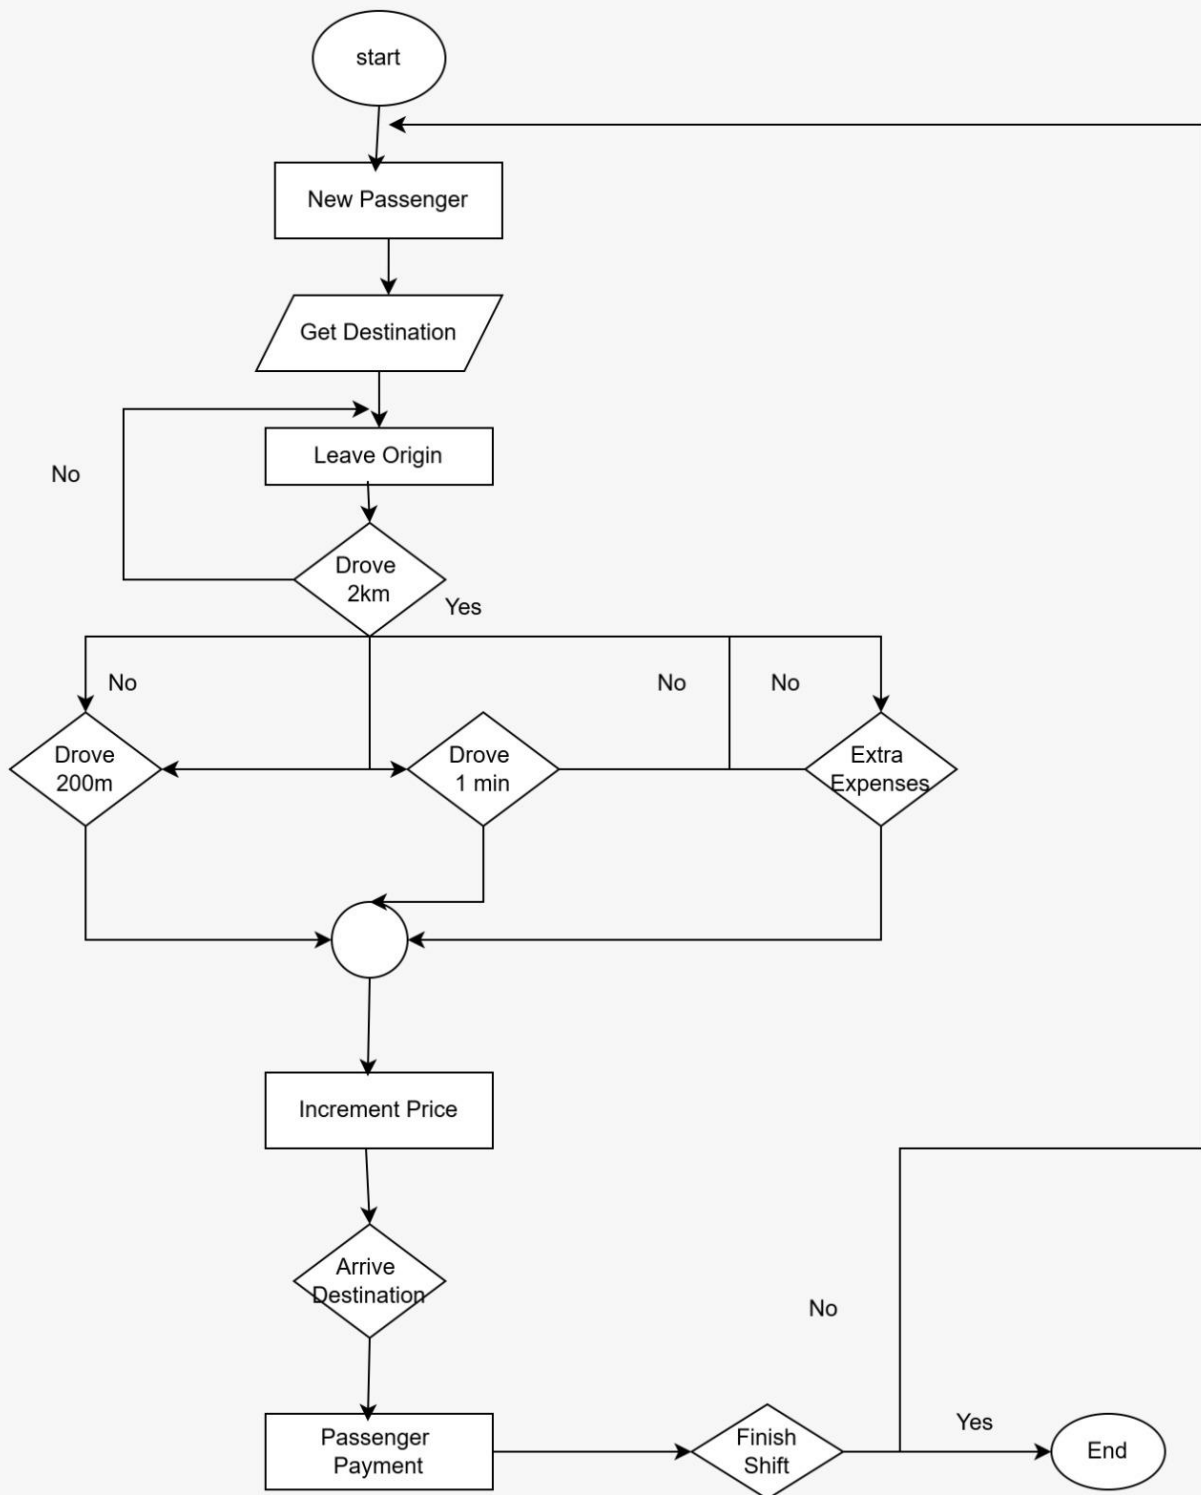 start
New Passenger
Get Destination
Leave Origin
No
Drove
2km
Yes
No
No
No
Drove
200m
Drove
1 min
Extra
Expenses
Increment Price
Arrive
Destination
No
Passenger
Payment
Finish
Shift
Yes
End